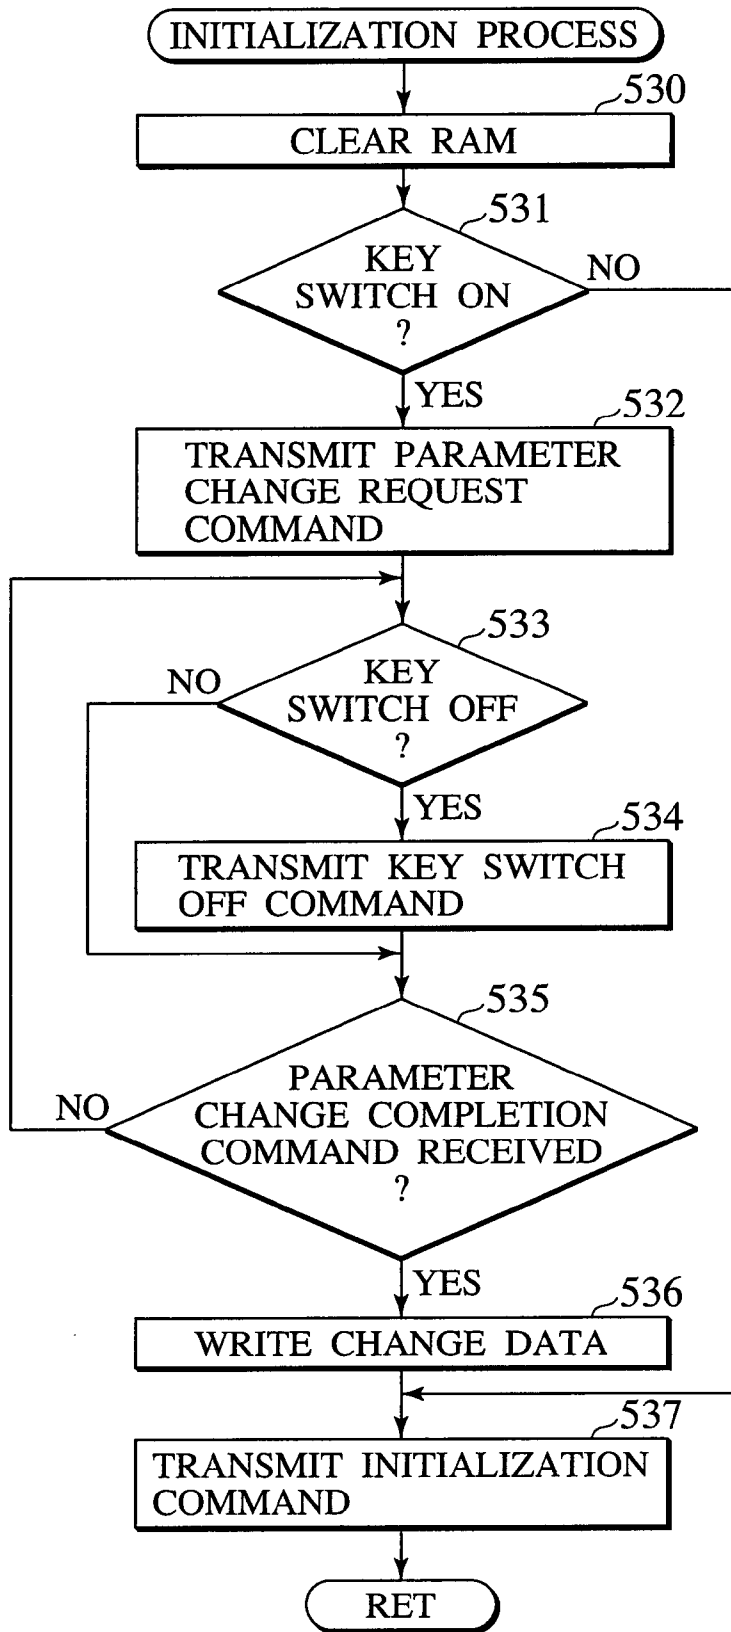 INITIALIZATION PROCESS
530
CLEAR RAM
531
KEY
SWITCH ON
?
NO
YES
532
TRANSMIT PARAMETER
CHANGE REQUEST
COMMAND
533
KEY
SWITCH OFF
?
NO
YES
534
TRANSMIT KEY SWITCH
OFF COMMAND
535
PARAMETER
CHANGE COMPLETION
COMMAND RECEIVED
?
NO
YES
536
WRITE CHANGE DATA
537
TRANSMIT INITIALIZATION
COMMAND
RET